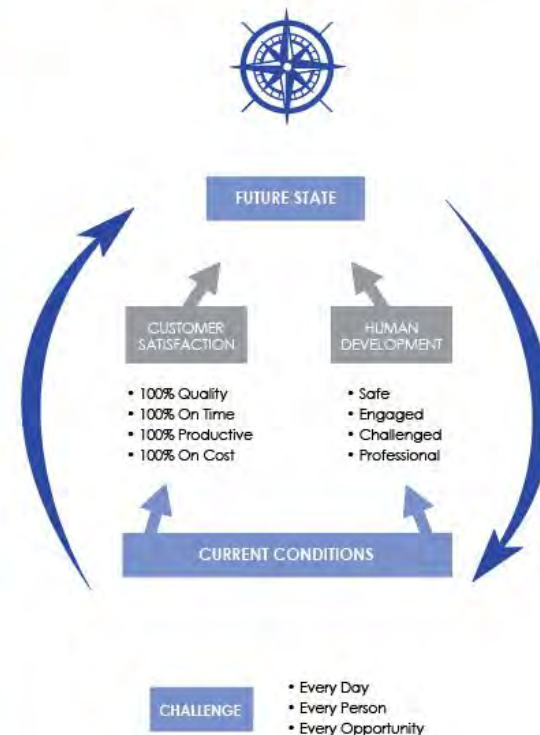 FUTURE STATE
CUSTOMER
SATISFACTION
• 100% Quality
• 100% On Time
• 100% Productive
• 100% On Cost
HUMAN
DEVELOPMENT
• Safe
• Engaged
• Challenged
• Professional
CURRENT CONDITIONS
CHALLENGE
• Every Day
• Every Person
• Every Opportunity